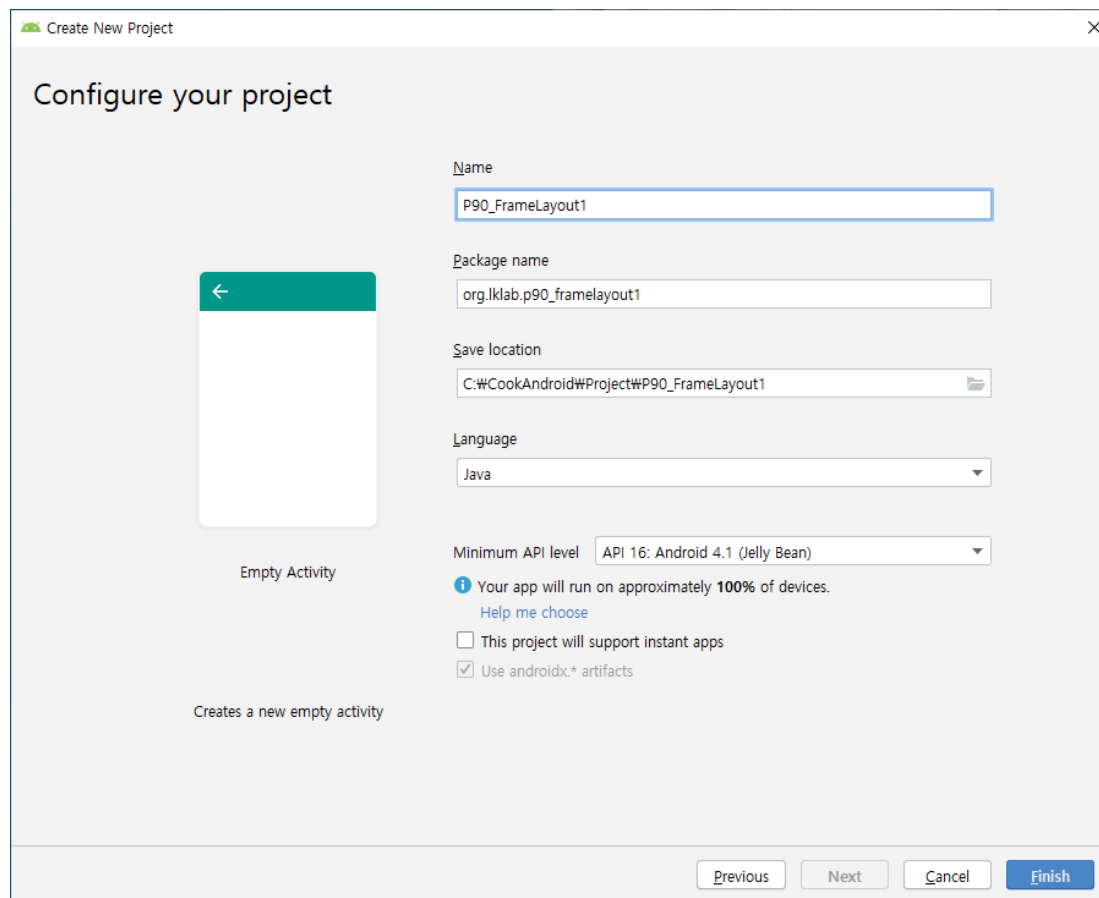 Create New Project
Configure your project
Name
P90_FrameLayout1
Package name
org.lklab.p90_framelayout1
Save location
C:₩CookAndroid₩Project₩P90_FrameLayout1
Language
Java
Minimum API level API 16: Android 4.1 (Jelly Bean)
Empty Activity
Your app will run on approximately 100% of devices.
Help me choose
This project will support instant apps
Use androidx.* artifacts
Creates a new empty activity
Previous Next Cancel Finish